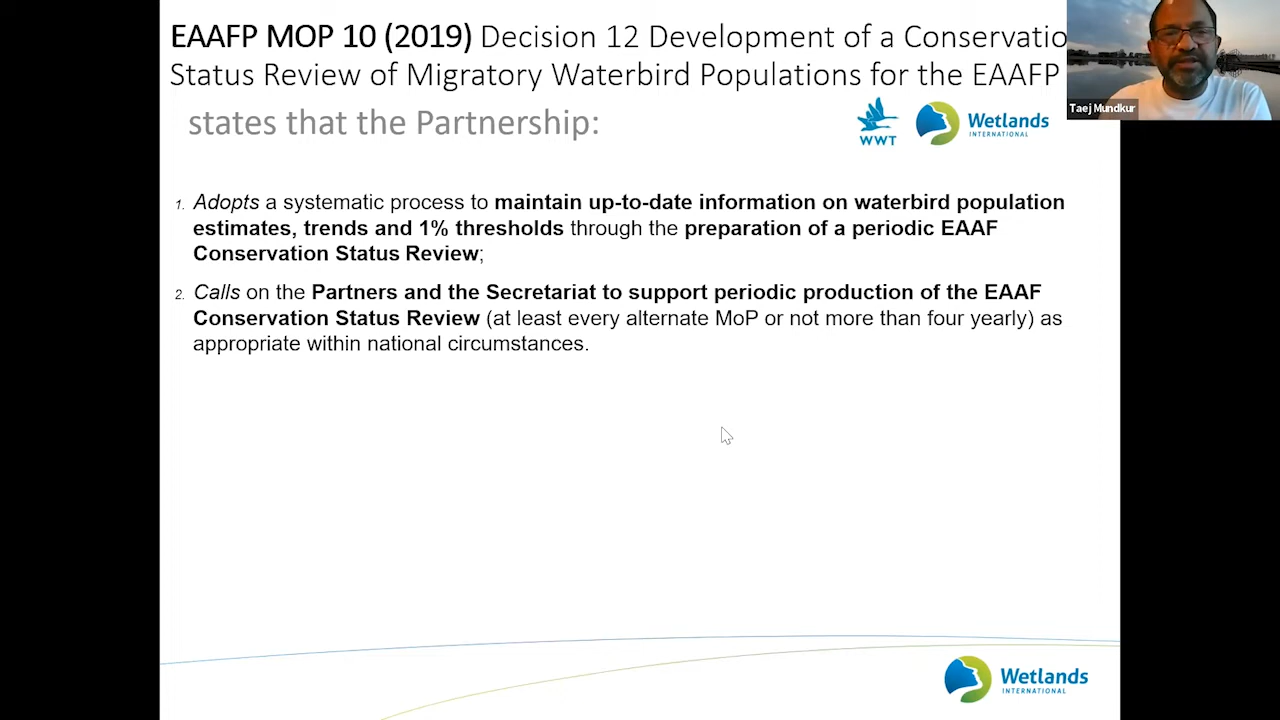 EAAFP MOP 10 (2019) Decision 12 Development of a Conservatio
Status Review of Migratory Waterbird Populations for the EAAFP
states that the Partnership:
WWT
Wetlands
INTERNATIONAL
Taej Mundkur
1. Adopts a systematic process to maintain up-to-date information on waterbird population
estimates, trends and 1% thresholds through the preparation of a periodic EAAF
Conservation Status Review;
2. Calls on the Partners and the Secretariat to support periodic production of the EAAF
Conservation Status Review (at least every alternate MoP or not more than four yearly) as
appropriate within national circumstances.
Wetlands
INTERNATIONAL